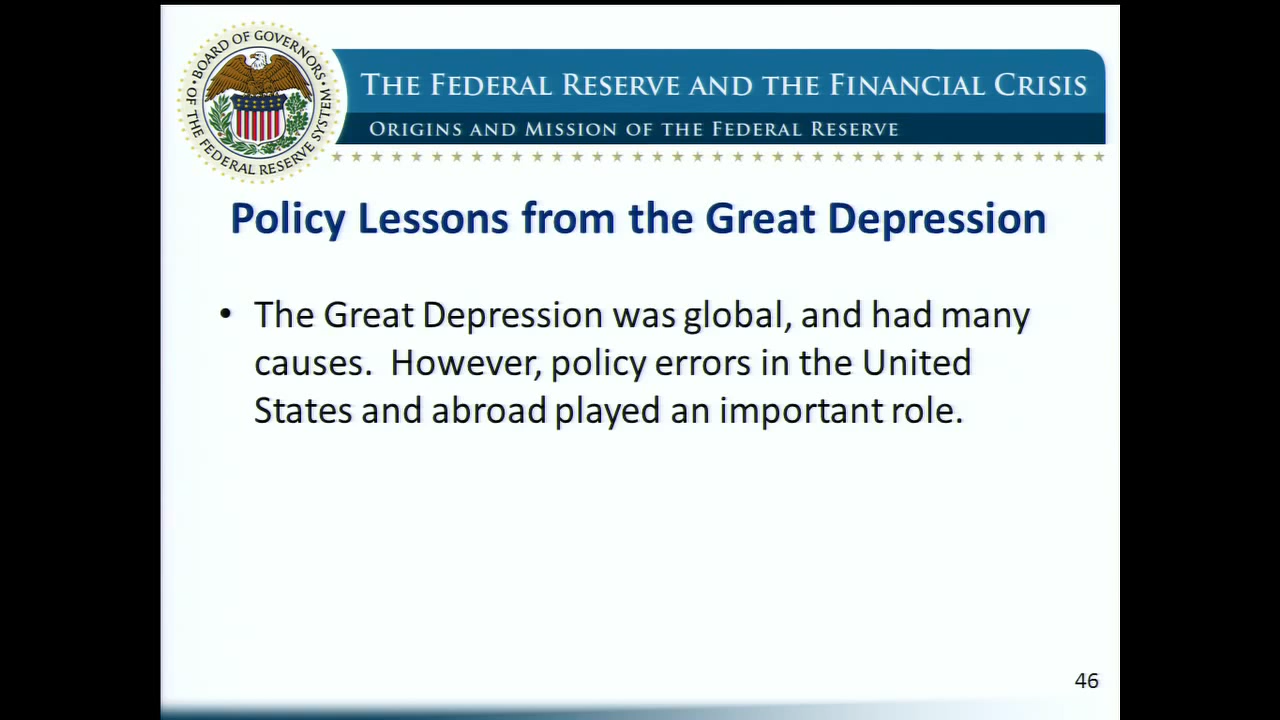 BOARD OF GOVERNORS
OF THE FEDERAL RESERVE SYSTEM
THE FEDERAL RESERVE AND THE FINANCIAL CRISIS
ORIGINS AND MISSION OF THE FEDERAL RESERVE
Policy Lessons from the Great Depression
• The Great Depression was global, and had many
causes.  However, policy errors in the United
States and abroad played an important role.
46